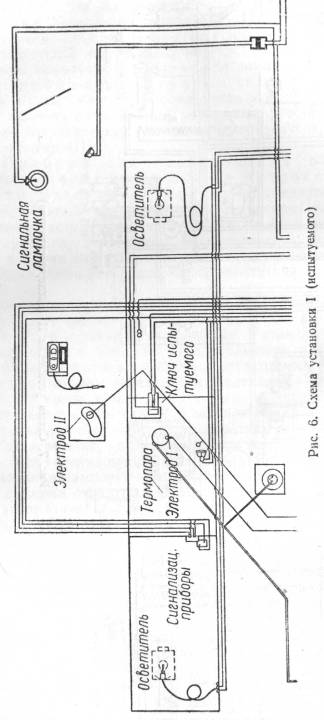 Сигнальная
лампочка
Осветитель
Электрод II
Ключ испы-
туемого
Термопара
Электрод I
Сигнализац.
приборы
Осветитель
Рис. 6. Схема установки I (испытуемого)